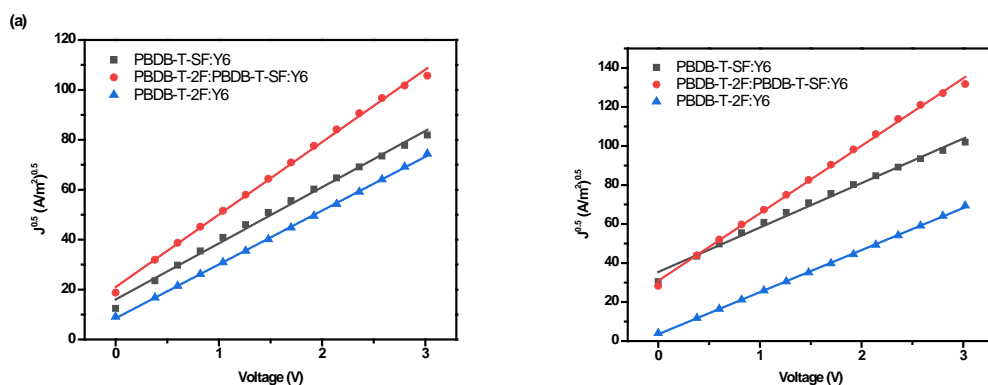 (a)
120
100
80
60
40
20
0
J^0.5 (A/m²)^0.5
PBDB-T-SF:Y6
PBDB-T-2F:PBDB-T-SF:Y6
PBDB-T-2F:Y6
0 1 2 3
Voltage (V)
140
120
100
80
60
40
20
0
J^0.5 (A/m²)^0.5
PBDB-T-SF:Y6
PBDB-T-2F:PBDB-T-SF:Y6
PBDB-T-2F:Y6
0 1 2 3
Voltage (V)